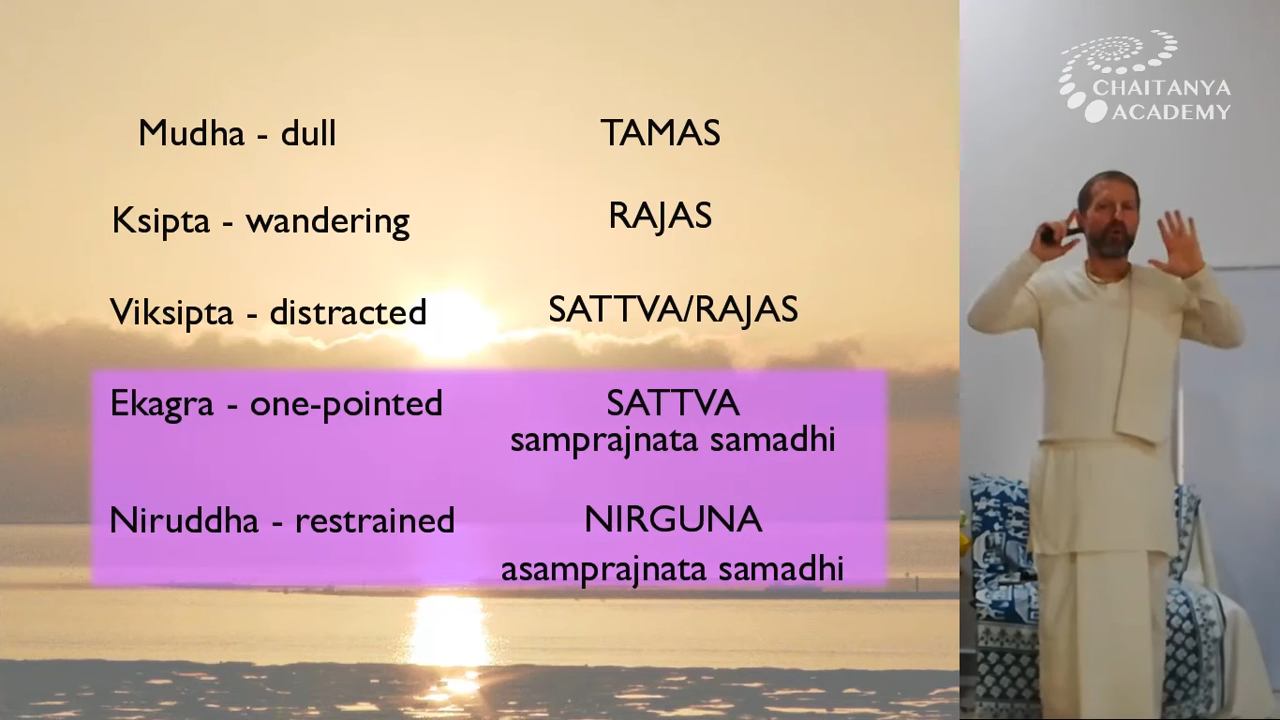 CHAITANYA
ACADEMY
Mudha - dull TAMAS
Ksipta - wandering RAJAS
Viksipta - distracted SATTVA/RAJAS
Ekagra - one-pointed SATTVA
samprajnata samadhi
Niruddha - restrained NIRGUNA
asamprajnata samadhi